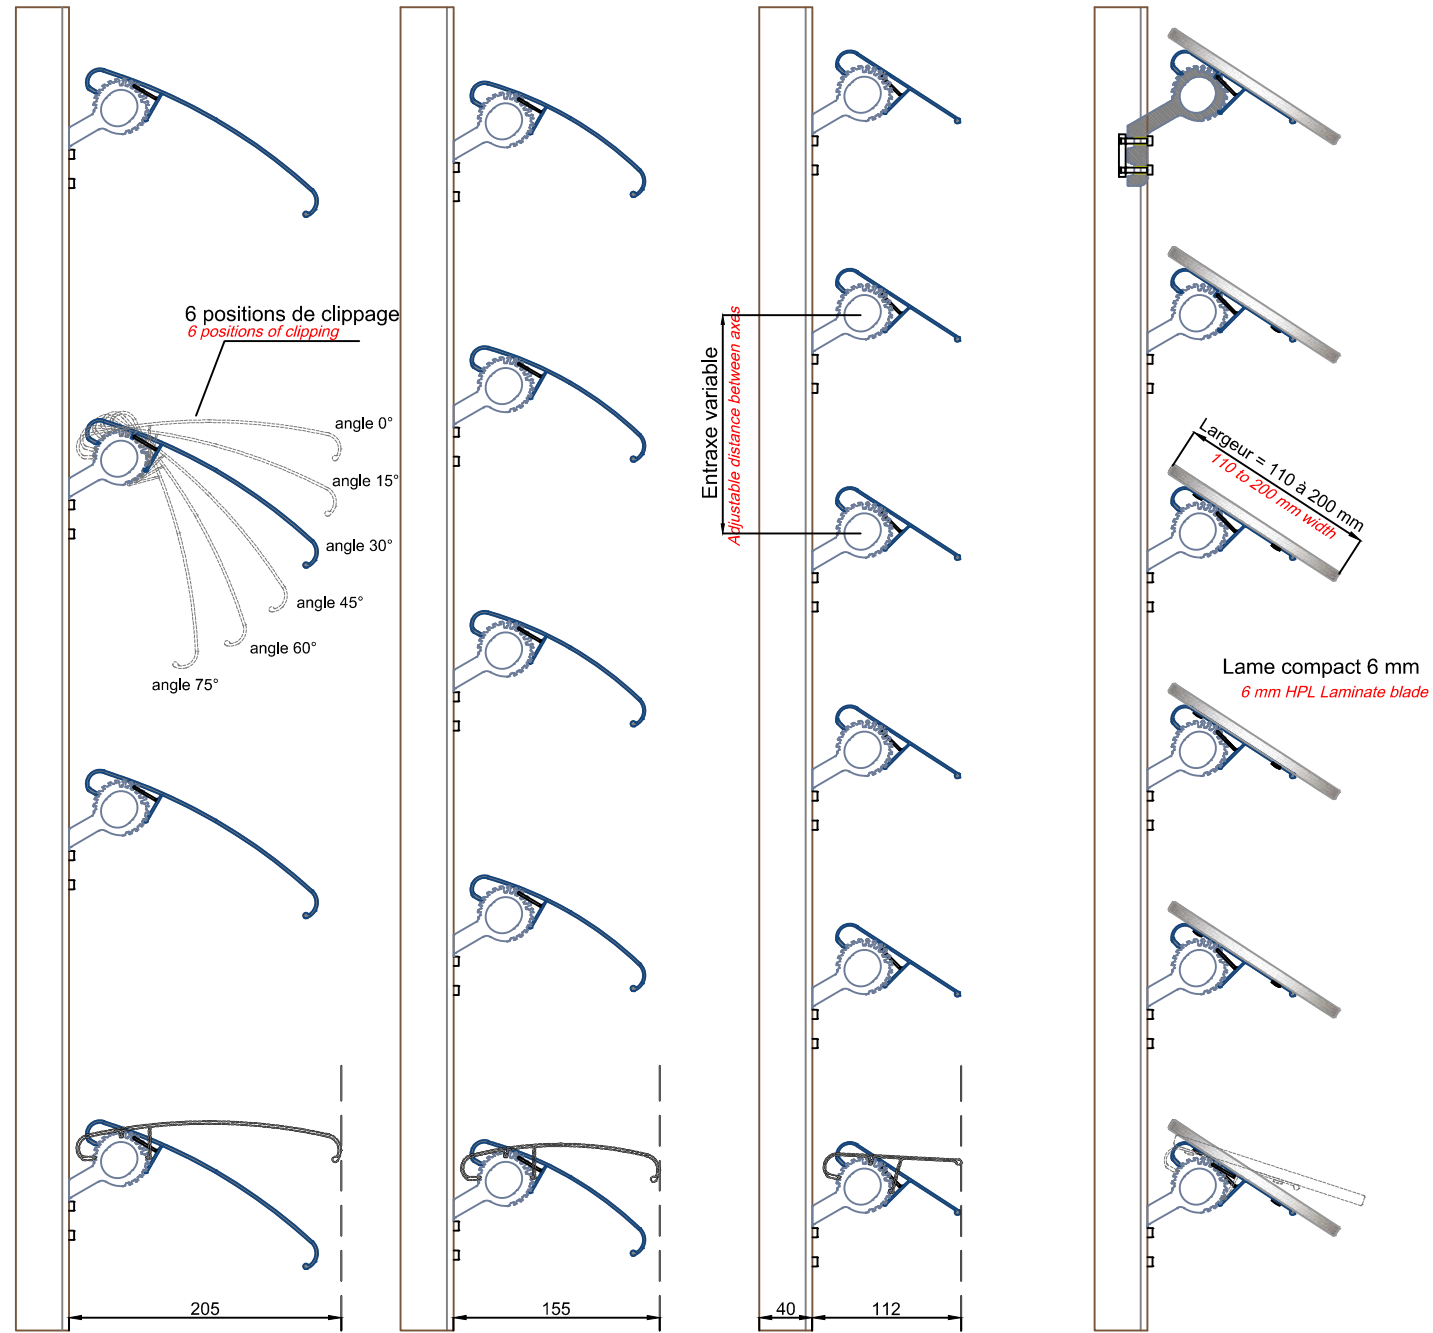 6 positions de clippage
6 positions of clipping
angle 0°
angle 15°
angle 30°
angle 45°
angle 60°
angle 75°
Entraxe variable
Adjustable distance between axes
Largeur = 110 à 200 mm
110 to 200 mm width
Lame compact 6 mm
6 mm HPL Laminate blade
205
155
40
112